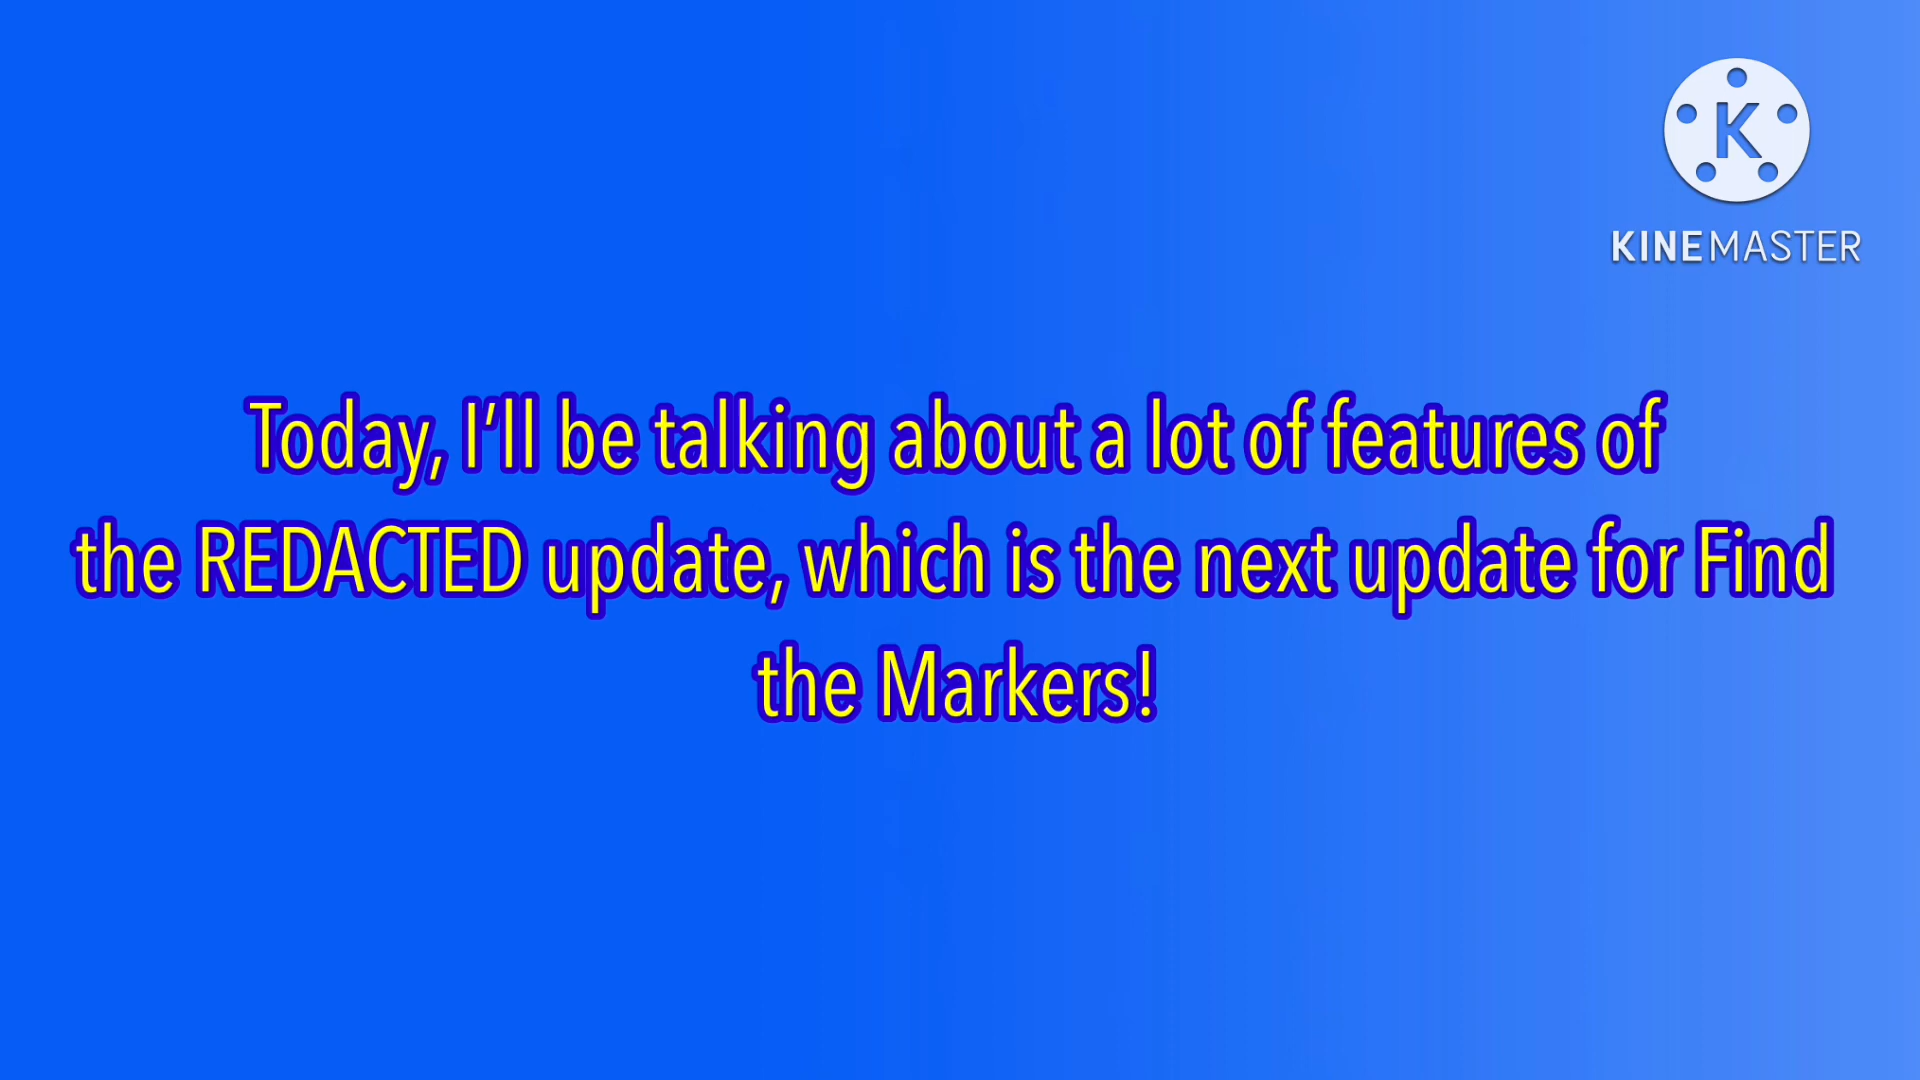 K
KINEMASTER
Today, I’ll be talking about a lot of features of
the REDACTED update, which is the next update for Find
the Markers!